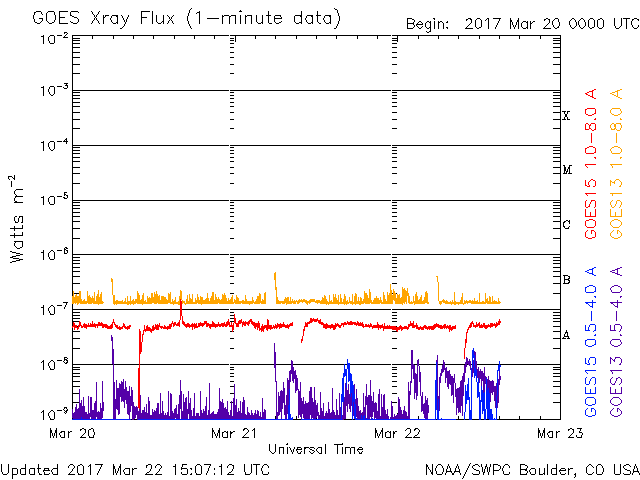 GOES Xray Flux (1-minute data)
Begin: 2017 Mar 20 0000 UTC
10⁻²
10⁻³
10⁻⁴
10⁻⁵
10⁻⁶
10⁻⁷
10⁻⁸
10⁻⁹
Watts m⁻²
X
M
C
B
A
GOES15 1.0-8.0 A
GOES13 1.0-8.0 A
GOES15 0.5-4.0 A
GOES13 0.5-4.0 A
Mar 20 Mar 21 Mar 22 Mar 23
Universal Time
Updated 2017 Mar 22 15:07:12 UTC
NOAA/SWPC Boulder, CO USA